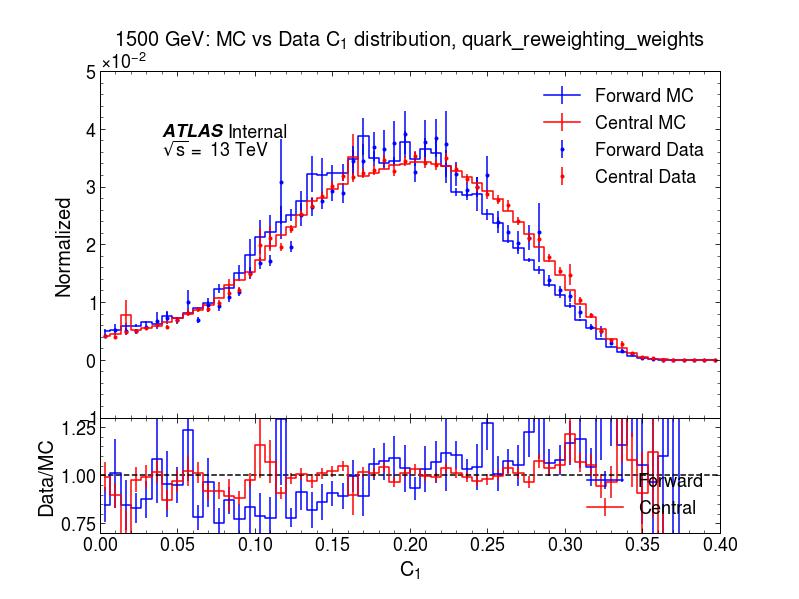 1500 GeV: MC vs Data C₁ distribution, quark_reweighting_weights
×10⁻²
5
4
3
2
1
0
−1
Normalized
ATLAS Internal
√s = 13 TeV
Forward MC
Central MC
Forward Data
Central Data
1.25
1.00
0.75
Data/MC
Forward
Central
0.00 0.05 0.10 0.15 0.20 0.25 0.30 0.35 0.40
C₁